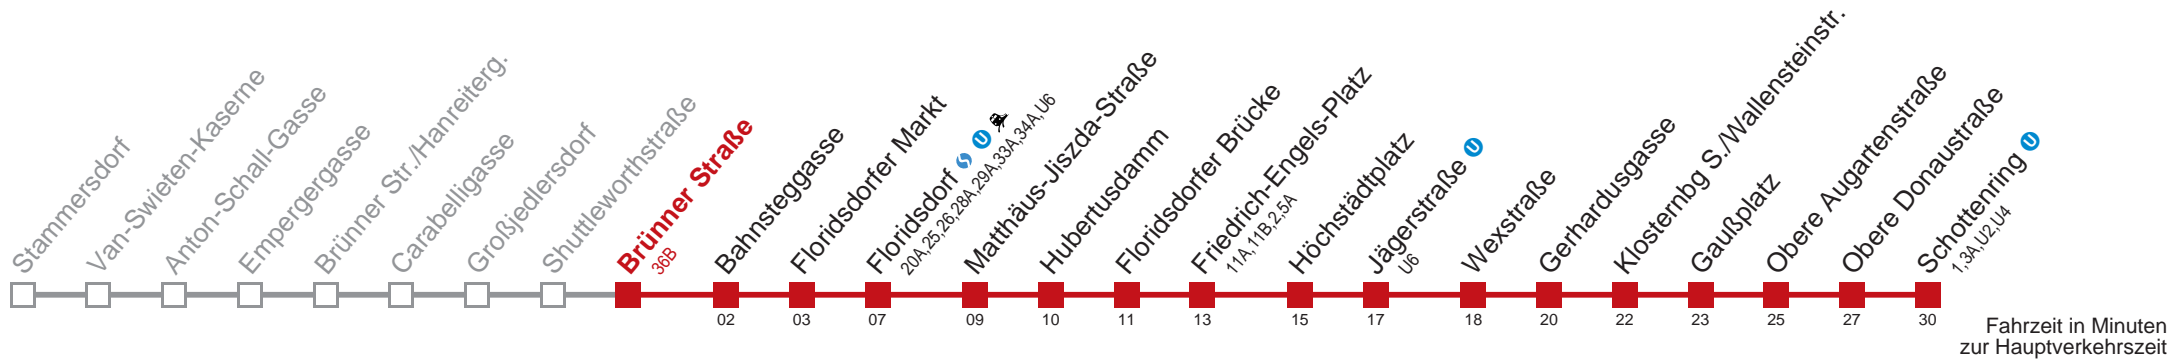 Stammersdorf
Van-Swieten-Kaserne
Anton-Schall-Gasse
Empergergasse
Brünner Str./Hanreiterg.
Carabelligasse
Großjedlersdorf
Shuttleworthstraße
Brünner Straße
36B
Bahnsteggasse
Floridsdorfer Markt
Floridsdorf S U
20A,25,26,28A,29A,33A,34A,U6
Matthäus-Jiszda-Straße
Hubertusdamm
Floridsdorfer Brücke
Friedrich-Engels-Platz
11A,11B,2,5A
Höchstädtplatz
Jägerstraße U
U6
Wexstraße
Gerhardusgasse
Klosternbg S./Wallensteinstr.
Gaußplatz
Obere Augartenstraße
Obere Donaustraße
Schottenring U
1,3A,U2,U4
02 03 07 09 10 11 13 15 17 18 20 22 23 25 27 30
Fahrzeit in Minuten
zur Hauptverkehrszeit